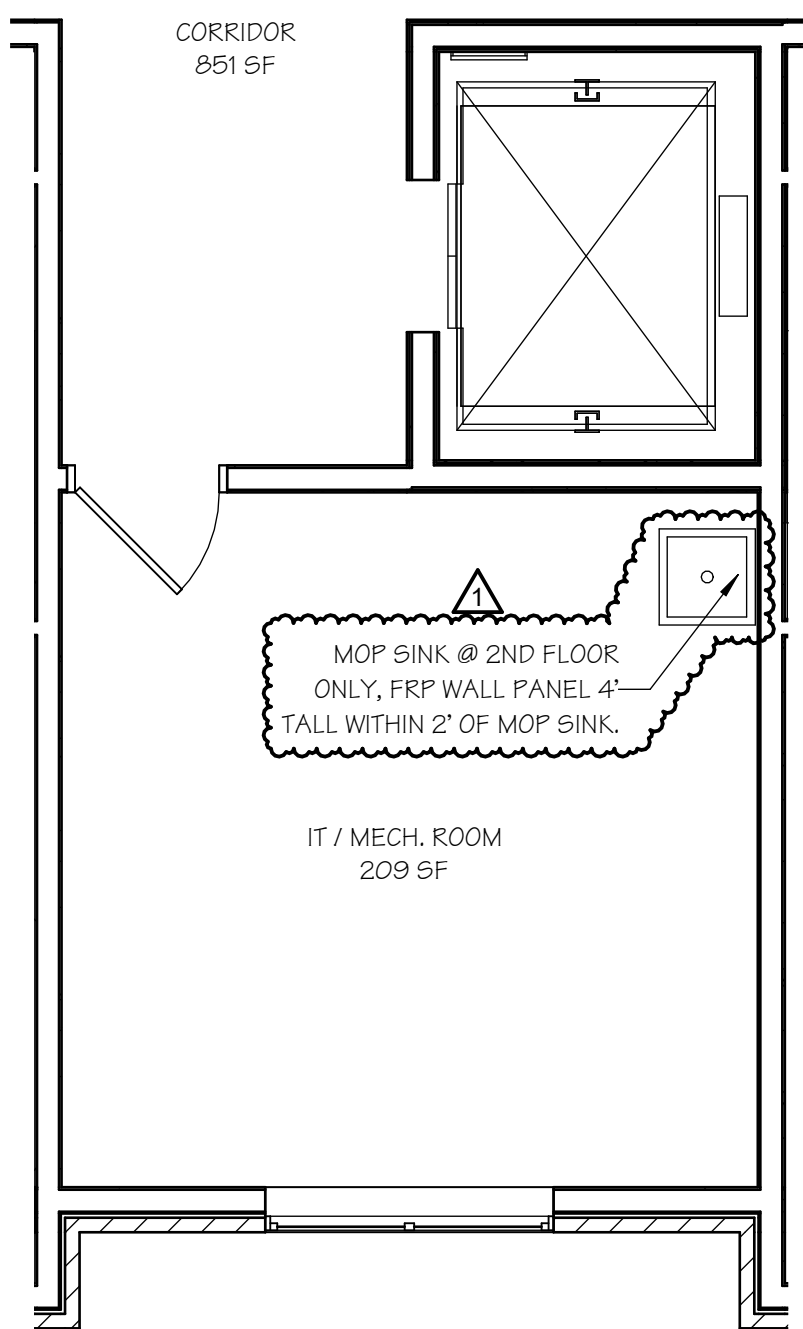 CORRIDOR
851 SF
1
MOP SINK @ 2ND FLOOR
ONLY, FRP WALL PANEL 4'
TALL WITHIN 2' OF MOP SINK.
IT / MECH. ROOM
209 SF